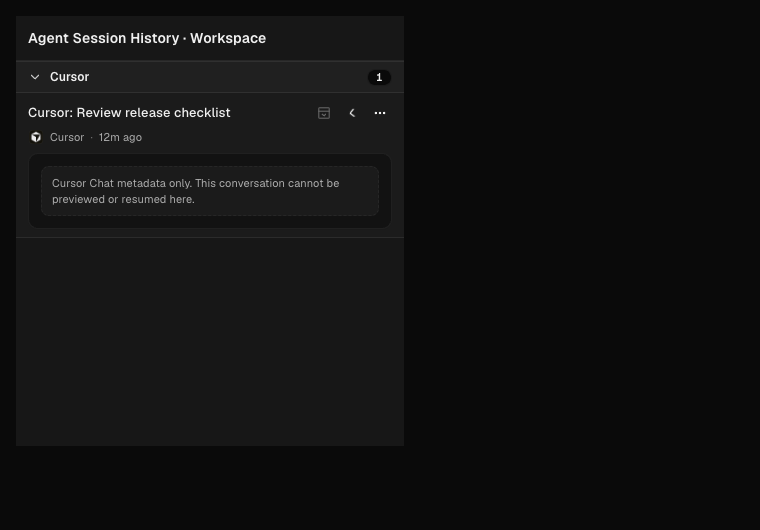 Agent Session History · Workspace
Cursor 1
Cursor: Review release checklist
Cursor · 12m ago
Cursor Chat metadata only. This conversation cannot be
previewed or resumed here.